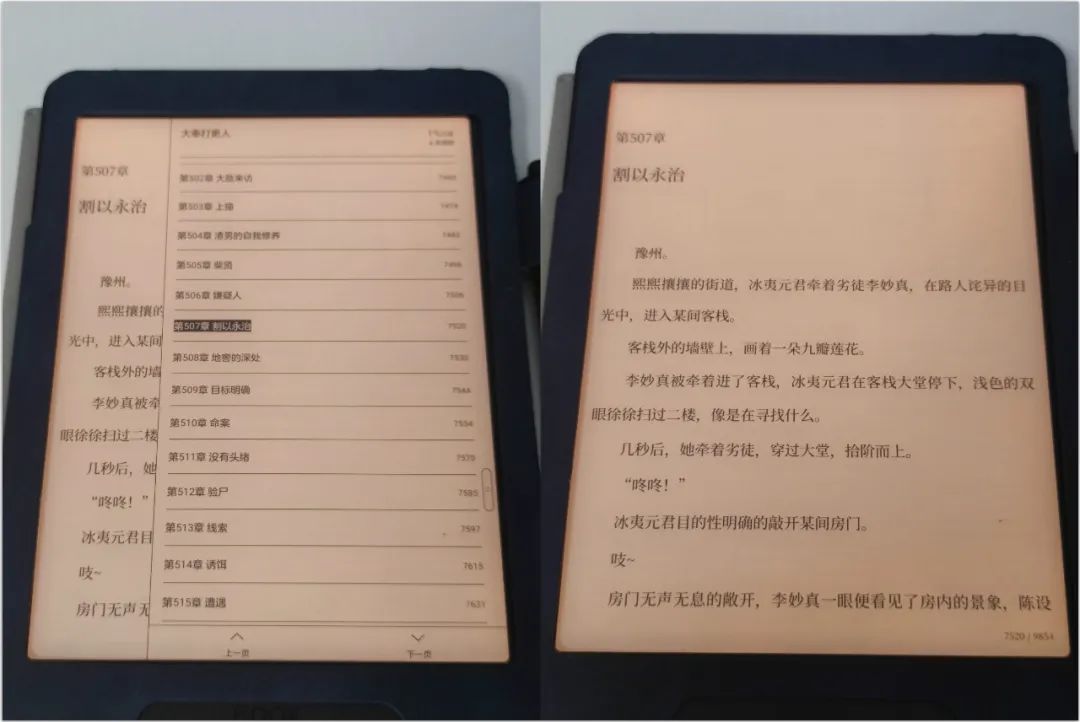 第507章
割以永治
豫州。
熙熙攘攘的
光中，进入某间
客栈外的墙
李妙真被牵
眼徐徐扫过二楼
几秒后，她
“咚咚！”
冰夷元君目
吱~
房门无声无
大奉打更人
第502章 大敌来访
第503章 上操
第504章 渣男的自我修养
第505章 柴贤
第506章 嫌疑人
第507章 割以永治 7520
第508章 地窖的深处 7530
第509章 目标明确 7544
第510章 命案 7554
第511章 没有头绪 7570
第512章 验尸 7585
第513章 线索 7597
第514章 诱饵 7615
第515章 遭遇 7631
上一页
下一页
第507章
割以永治
豫州。
熙熙攘攘的街道，冰夷元君牵着劣徒李妙真，在路人诧异的目
光中，进入某间客栈。
客栈外的墙壁上，画着一朵九瓣莲花。
李妙真被牵着进了客栈，冰夷元君在客栈大堂停下，浅色的双
眼徐徐扫过二楼，像是在寻找什么。
几秒后，她牵着劣徒，穿过大堂，拾阶而上。
“咚咚！”
冰夷元君目的性明确的敲开某间房门。
吱~
房门无声无息的敞开，李妙真一眼便看见了房内的景象，陈设
7520 / 9854